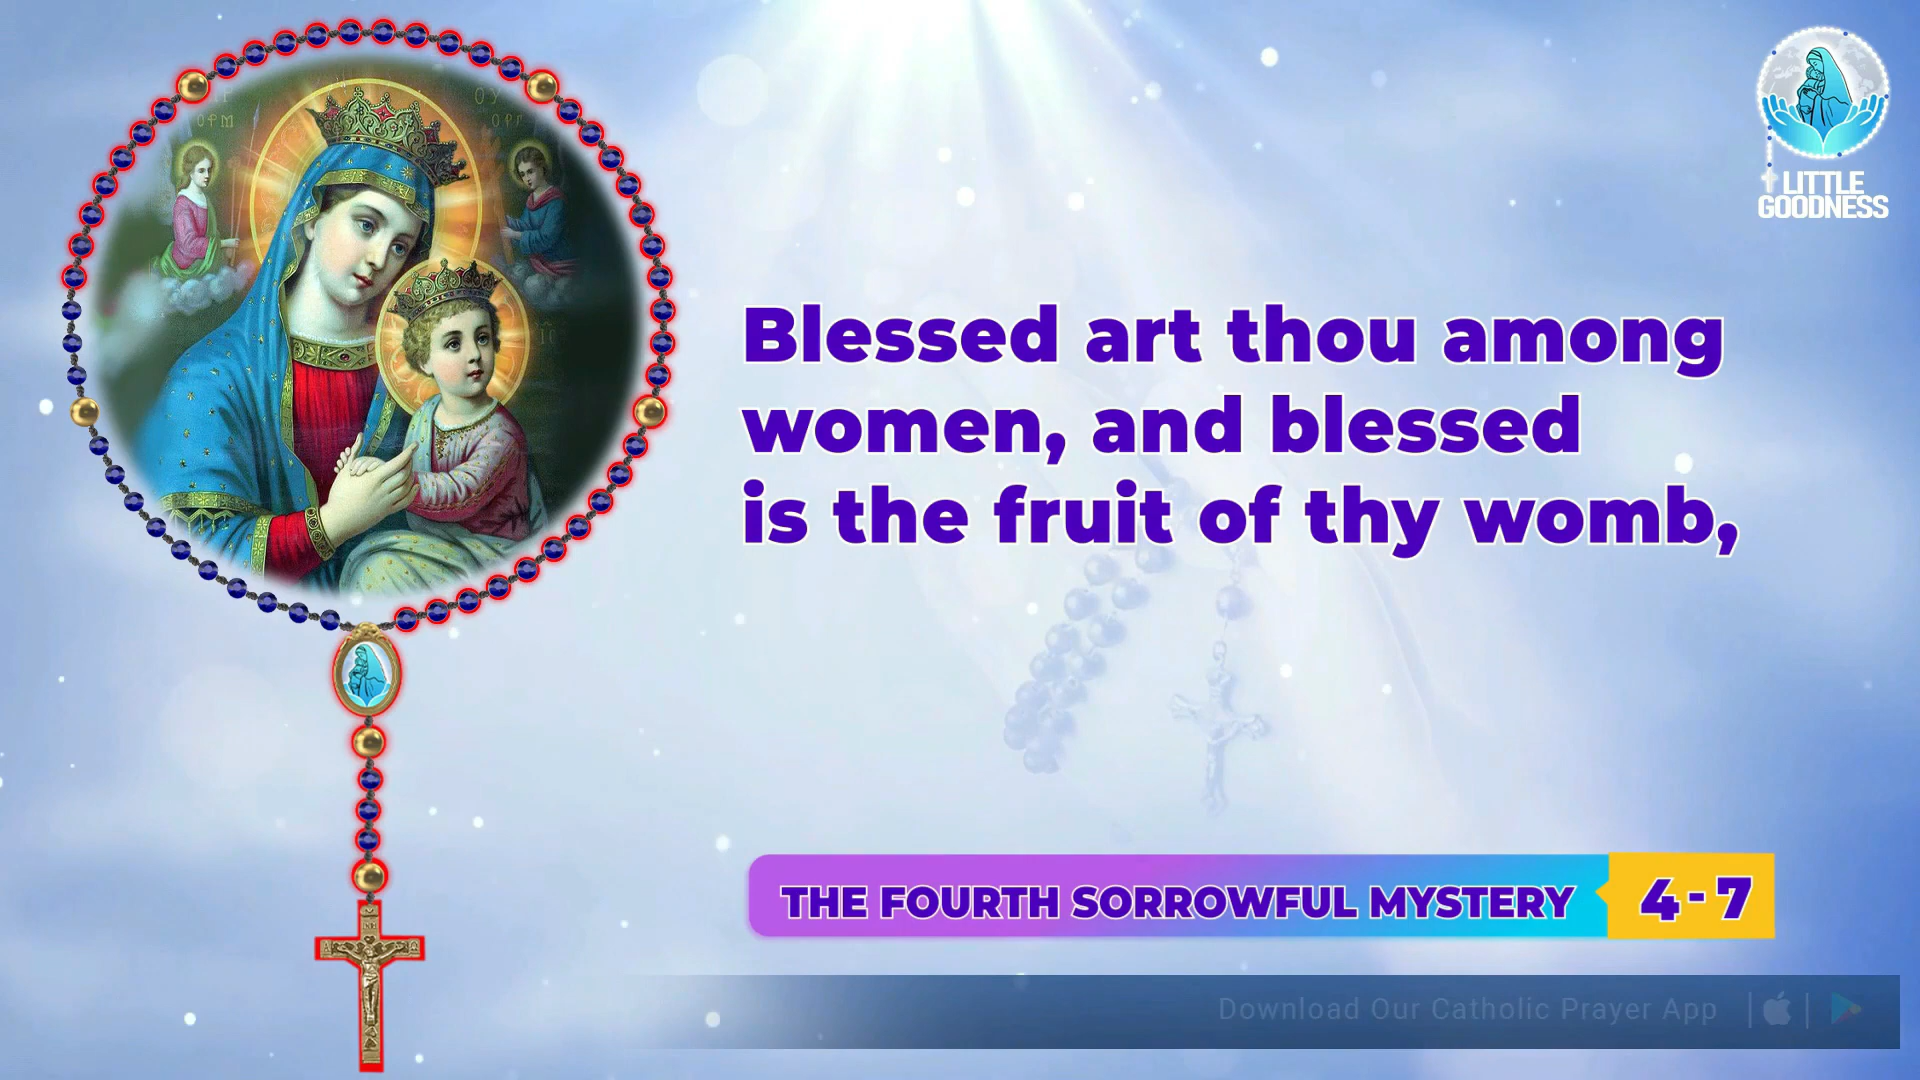 LITTLE
GOODNESS
Blessed art thou among
women, and blessed
is the fruit of thy womb,
THE FOURTH SORROWFUL MYSTERY 4 - 7
Download Our Catholic Prayer App